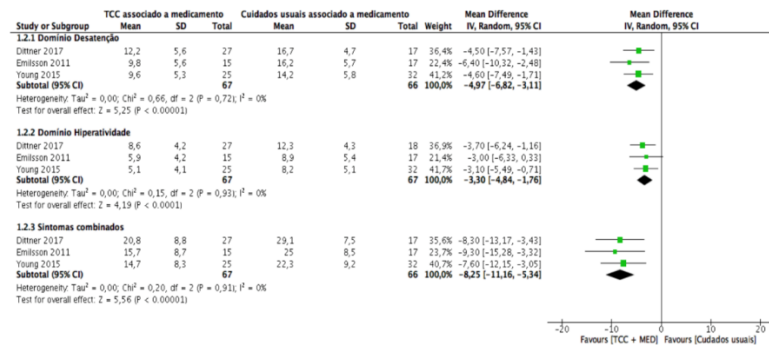 TCC associado a medicamento Cuidados usuais associado a medicamento Mean Difference Mean Difference
Study or Subgroup Mean SD Total Mean SD Total Weight IV, Random, 95% CI IV, Random, 95% CI
1.2.1 Domínio Desatenção
Dittner 2017 12,2 5,6 27 16,7 4,7 17 36,4% -4,50 [-7,57, -1,43]
Emilsson 2011 9,8 5,6 15 16,2 5,7 17 22,4% -6,40 [-10,32, -2,48]
Young 2015 9,6 5,3 25 14,2 5,8 32 41,2% -4,60 [-7,49, -1,71]
Subtotal (95% CI) 67 66 100,0% -4,97 [-6,82, -3,11]
Heterogeneity: Tau² = 0,00; Chi² = 0,66, df = 2 (P = 0,72); I² = 0%
Test for overall effect: Z = 5,25 (P < 0.00001)
1.2.2 Domínio Hiperatividade
Dittner 2017 8,6 4,2 27 12,3 4,3 18 36,9% -3,70 [-6,24, -1,16]
Emilsson 2011 5,9 4,2 15 8,9 5,4 17 21,4% -3,00 [-6,33, 0,33]
Young 2015 5,1 4,1 25 8,2 5,1 32 41,7% -3,10 [-5,49, -0,71]
Subtotal (95% CI) 67 67 100,0% -3,30 [-4,84, -1,76]
Heterogeneity: Tau² = 0,00; Chi² = 0,15, df = 2 (P = 0,93); I² = 0%
Test for overall effect: Z = 4,19 (P < 0.0001)
1.2.3 Sintomas combinados
Dittner 2017 20,8 8,8 27 29,1 7,5 17 35,6% -8,30 [-13,17, -3,43]
Emilsson 2011 15,7 8,7 15 25 8,5 17 23,7% -9,30 [-15,28, -3,32]
Young 2015 14,7 8,3 25 22,3 9,2 32 40,7% -7,60 [-12,15, -3,05]
Subtotal (95% CI) 67 66 100,0% -8,25 [-11,16, -5,34]
Heterogeneity: Tau² = 0,00; Chi² = 0,20, df = 2 (P = 0,91); I² = 0%
Test for overall effect: Z = 5,56 (P < 0.00001)
-20 -10 0 10 20
Favours [TCC + MED] Favours [Cudados usuais]